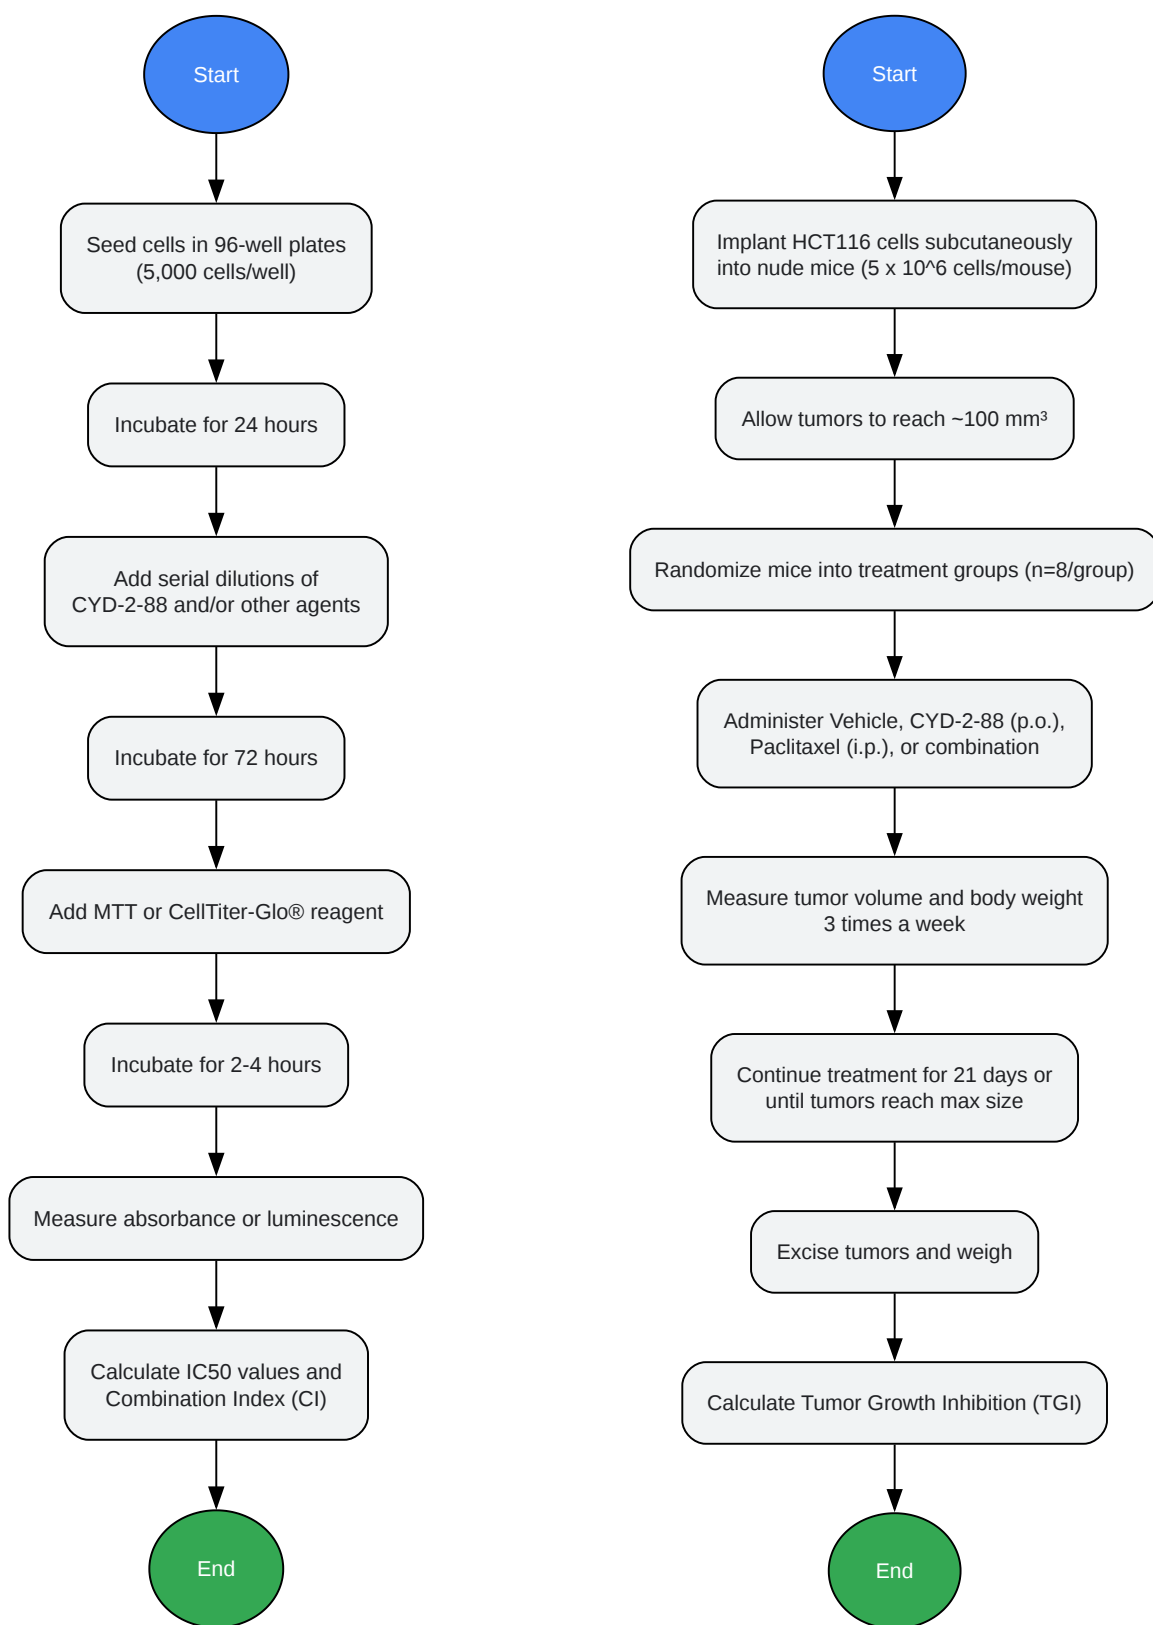 Start
Seed cells in 96-well plates
(5,000 cells/well)
Incubate for 24 hours
Add serial dilutions of
CYD-2-88 and/or other agents
Incubate for 72 hours
Add MTT or CellTiter-Glo® reagent
Incubate for 2-4 hours
Measure absorbance or luminescence
Calculate IC50 values and
Combination Index (CI)
End
Start
Implant HCT116 cells subcutaneously
into nude mice (5 x 10^6 cells/mouse)
Allow tumors to reach ~100 mm³
Randomize mice into treatment groups (n=8/group)
Administer Vehicle, CYD-2-88 (p.o.),
Paclitaxel (i.p.), or combination
Measure tumor volume and body weight
3 times a week
Continue treatment for 21 days or
until tumors reach max size
Excise tumors and weigh
Calculate Tumor Growth Inhibition (TGI)
End